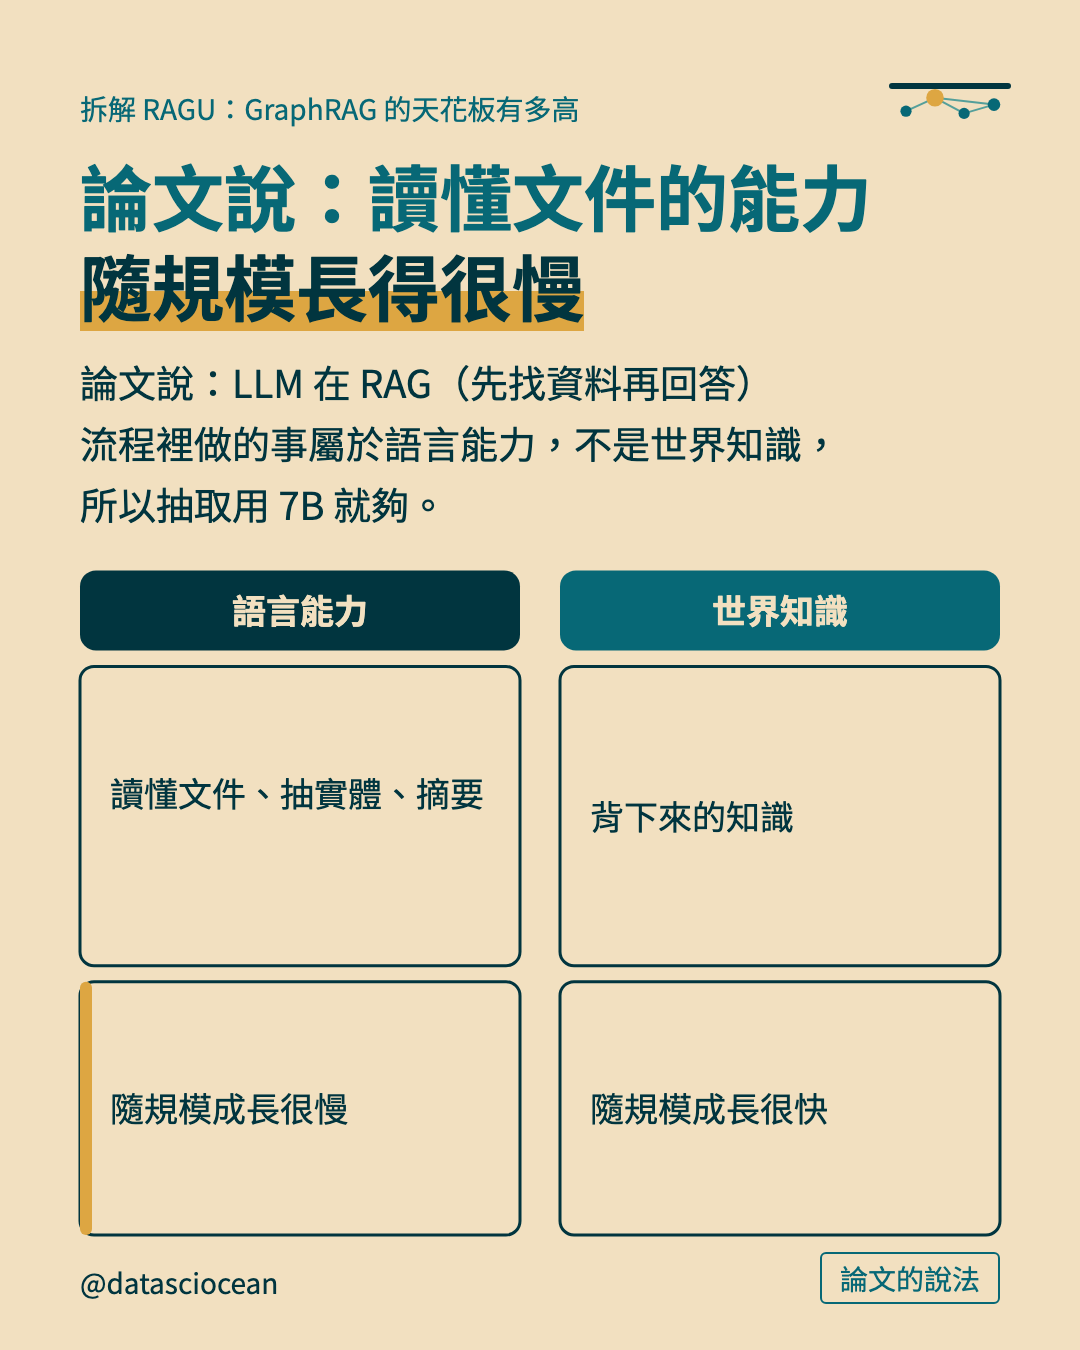 拆解 RAGU：GraphRAG 的天花板有多高
論文說：讀懂文件的能力
隨規模長得很慢
論文說：LLM 在 RAG（先找資料再回答）
流程裡做的事屬於語言能力，不是世界知識，
所以抽取用 7B 就夠。
語言能力
世界知識
讀懂文件、抽實體、摘要
背下來的知識
隨規模成長很慢
隨規模成長很快
@datasciocean
論文的說法